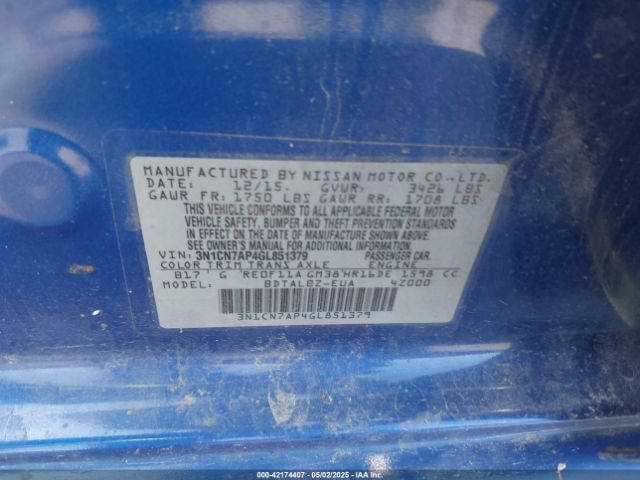 MANUFACTURED BY NISSAN MOTOR CO., LTD.
DATE: 12/15. GVWR: 3426 LBS
GAWR FR: 1750 LBS GAWR RR: 1708 LBS
THIS VEHICLE CONFORMS TO ALL APPLICABLE FEDERAL MOTOR
VEHICLE SAFETY, BUMPER AND THEFT PREVENTION STANDARDS
IN EFFECT ON THE DATE OF MANUFACTURE SHOWN ABOVE.
SEE OWNER'S MANUAL FOR ADDITIONAL INFORMATION.
VIN: 3N1CN7AP4GL851379 PASSENGER CAR.
COLOR TRIM TRANS AXLE ENGINE
B17 G RE0F11A GM38 HR16DE 1598 CC
MODEL: BDTALBZ-EUA 42000
3N1CN7AP4GL851379
000-42174407 - 05/02/2025 - IAA Inc.